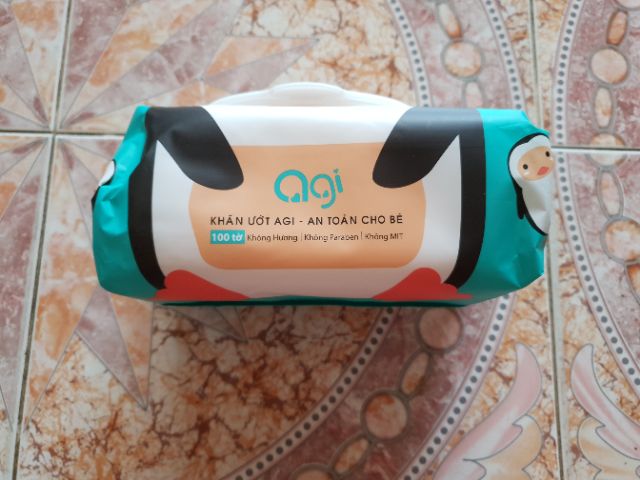 agi
KHĂN ƯỚT AGI - AN TOÀN CHO BÉ
100 tờ Không Hương | Không Paraben | Không MIT